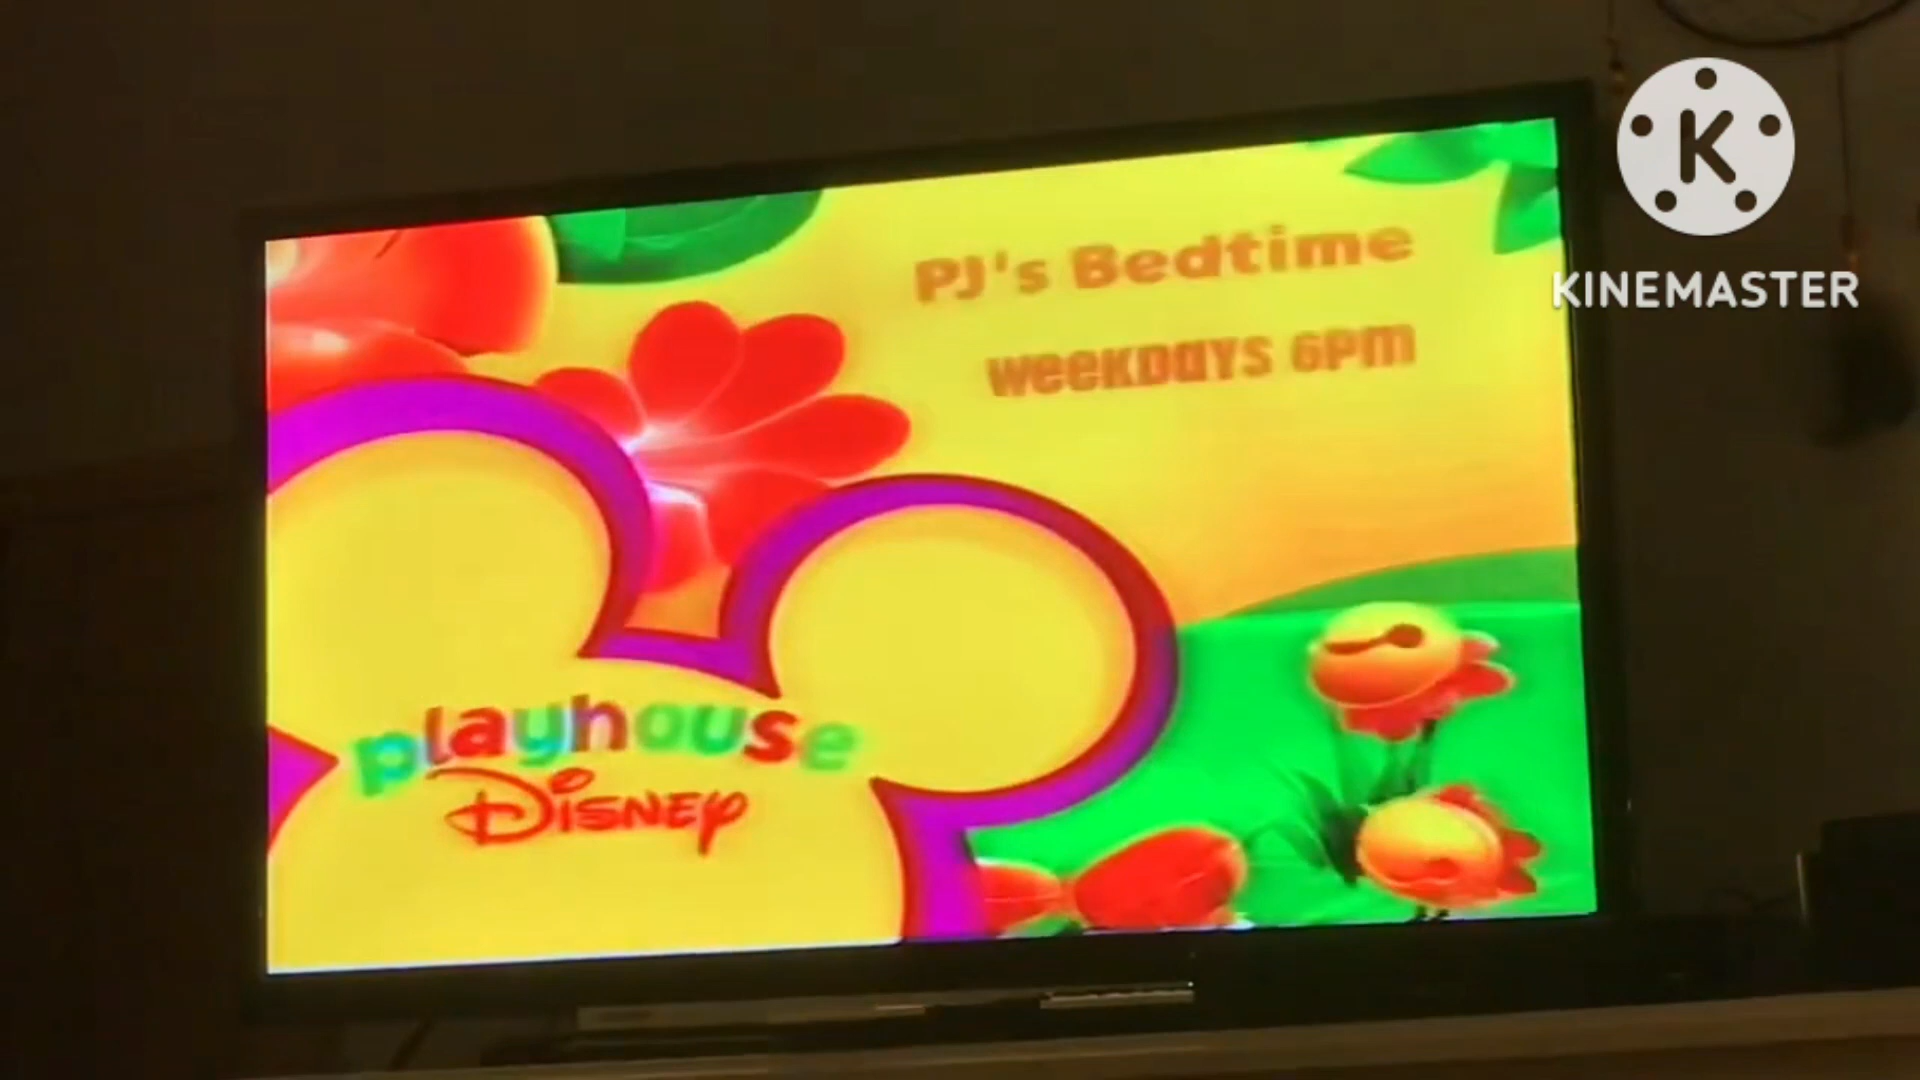 PJ's Bedtime
weekdays 6pm
playhouse
Disney
K
KINEMASTER